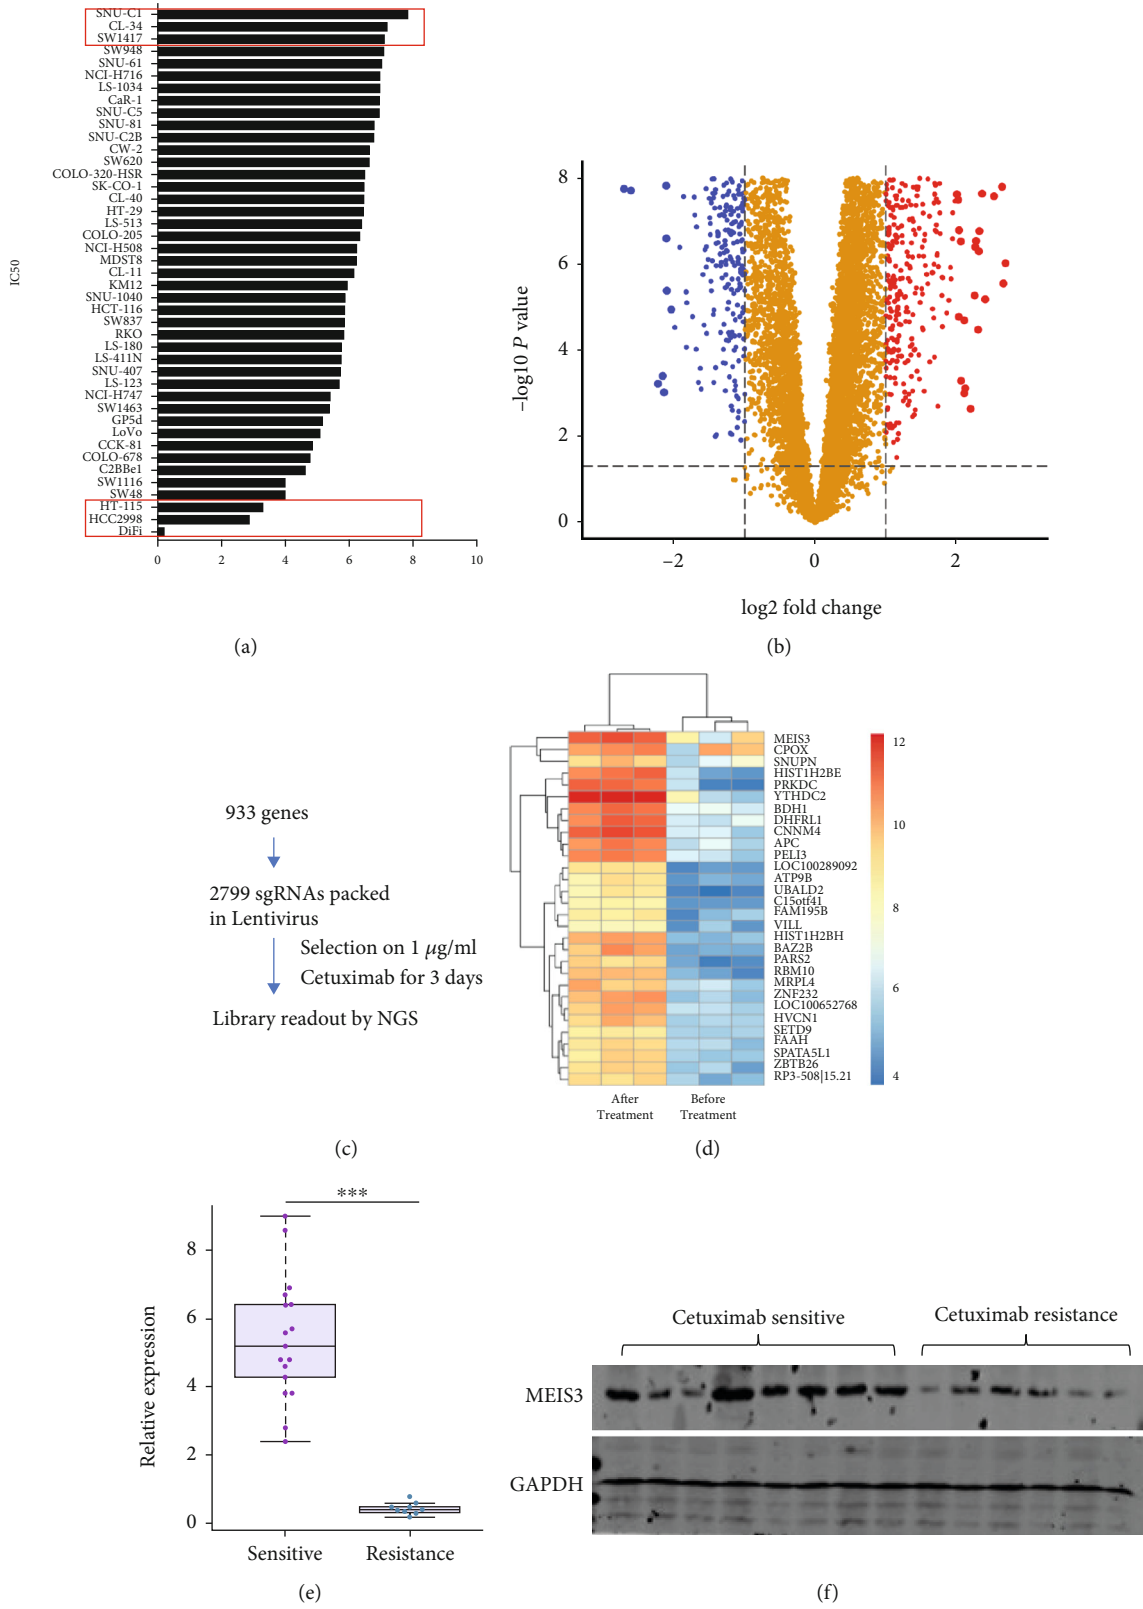 SNU-C1
CL-34
SW1417
SW948
SNU-61
NCI-H716
LS-1034
CaR-1
SNU-C5
SNU-81
SNU-C2B
CW-2
SW620
COLO-320-HSR
SK-CO-1
CL-40
HT-29
LS-513
COLO-205
NCI-H508
MDST8
CL-11
KM12
SNU-1040
HCT-116
SW837
RKO
LS-180
LS-411N
SNU-407
LS-123
NCI-H747
SW1463
GP5d
LoVo
CCK-81
COLO-678
C2BBe1
SW1116
SW48
HT-115
HCC2998
DiFi
IC50
0 2 4 6 8 10
(a)
8
6
4
2
0
−log10 P value
−2 0 2
log2 fold change
(b)
933 genes
2799 sgRNAs packed
in Lentivirus
Selection on 1 μg/ml
Cetuximab for 3 days
Library readout by NGS
(c)
MEIS3
CPOX
SNUPN
HIST1H2BE
PRKDC
YTHDC2
BDH1
DHFRL1
CNNM4
APC
PELI3
LOC100289092
ATP9B
UBALD2
C15otf41
FAM195B
VILL
HIST1H2BH
BAZ2B
PARS2
RBM10
MRPL4
ZNF232
LOC100652768
HVCN1
SETD9
FAAH
SPATA5L1
ZBTB26
RP3-508|15.21
12
10
8
6
4
After
Treatment
Before
Treatment
(d)
***
8
6
4
2
0
Relative expression
Sensitive Resistance
(e)
Cetuximab sensitive Cetuximab resistance
MEIS3
GAPDH
(f)